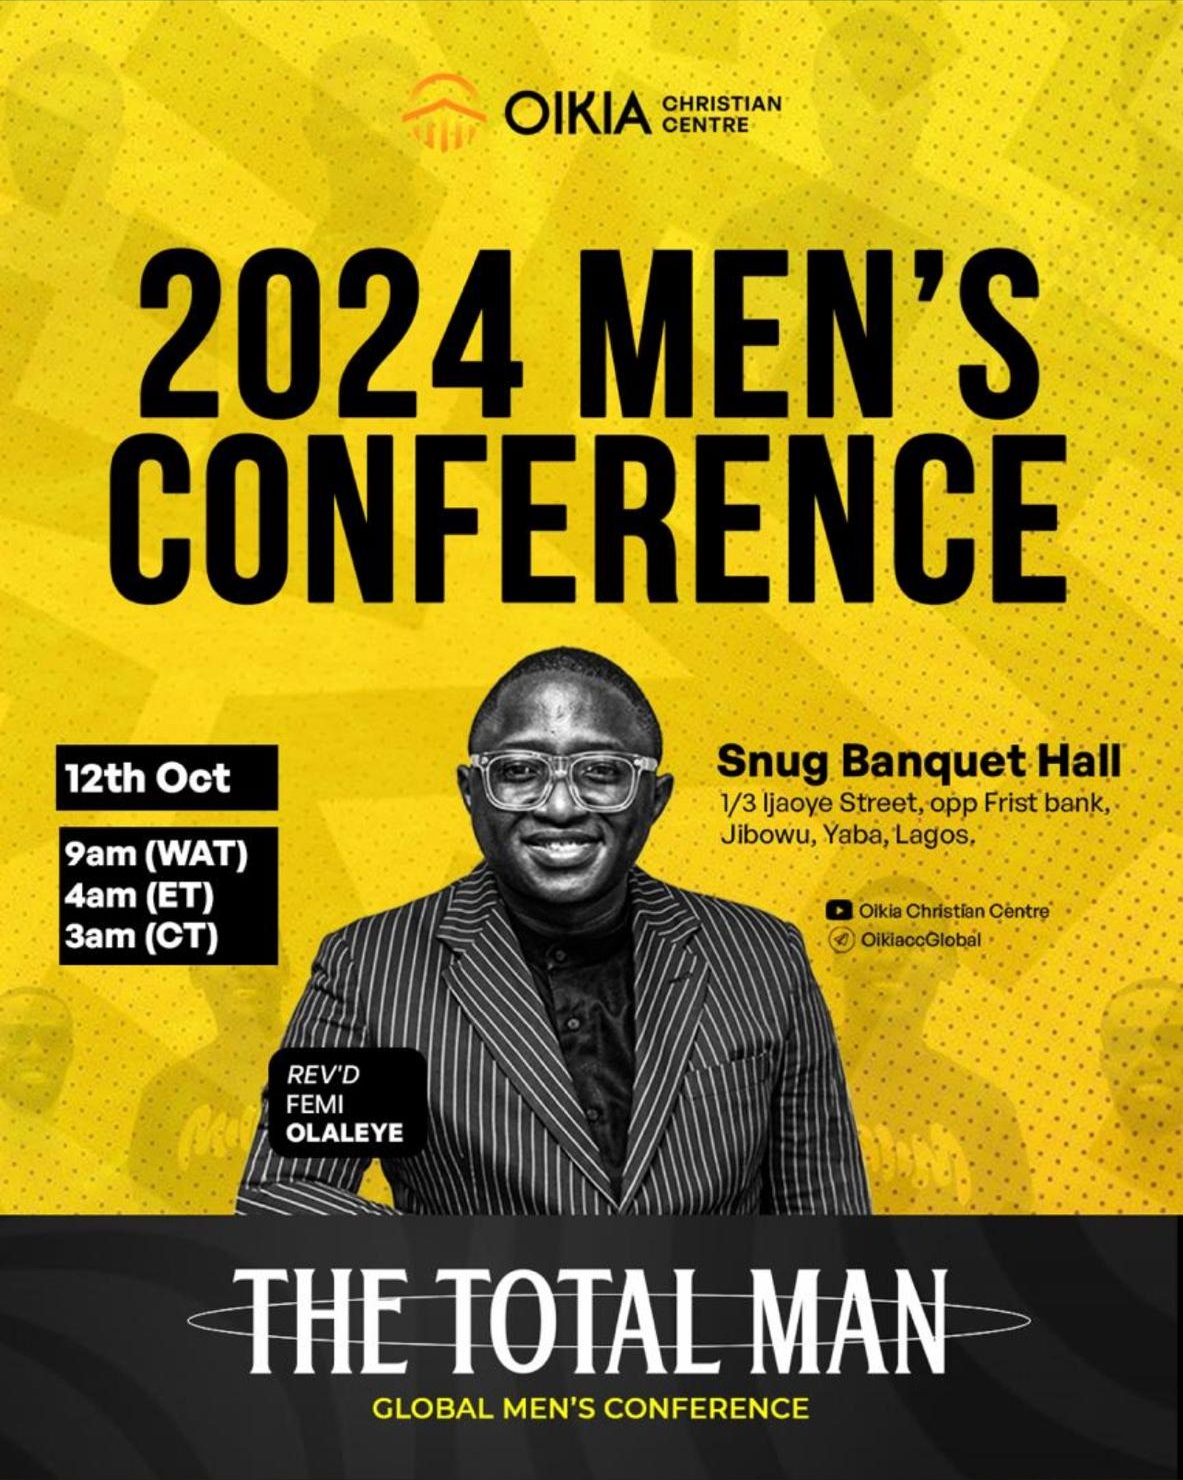 OIKIA CHRISTIAN
CENTRE
2024 MEN'S
CONFERENCE
12th Oct
9am (WAT)
4am (ET)
3am (CT)
Snug Banquet Hall
1/3 Ijaoye Street, opp Frist bank,
Jibowu, Yaba, Lagos.
Oikia Christian Centre
OikiaccGlobal
REV'D
FEMI
OLALEYE
THE TOTAL MAN
GLOBAL MEN'S CONFERENCE